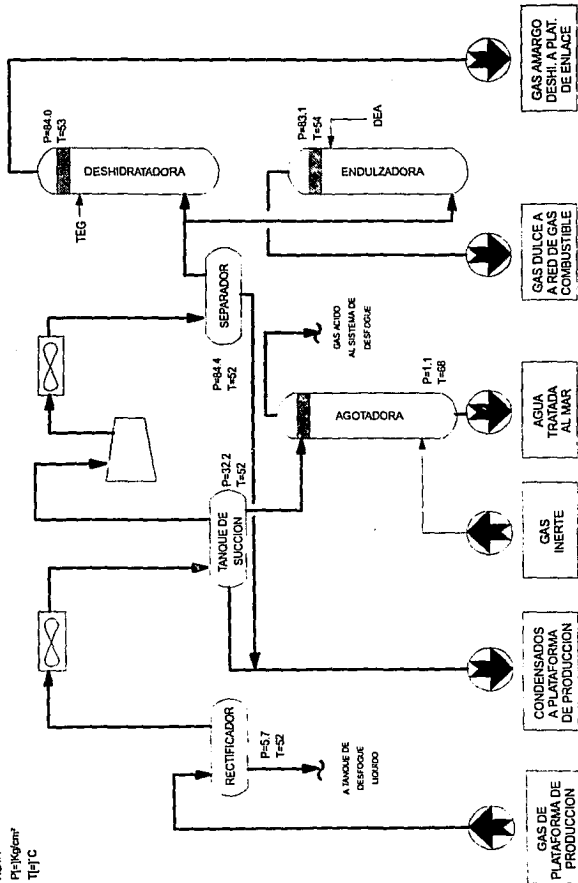 P[=]Kg/cm²
T[=]°C
P=84.0
T=53
DESHIDRATADORA
TEG
P=83.1
T=54
DEA
ENDULZADORA
SEPARADOR
P=84.4
T=52
GAS ACIDO
AL SISTEMA DE
DESFOGUE
P=32.2
T=52
TANQUE DE
SUCCION
AGOTADORA
P=1.1
T=68
RECTIFICADOR
P=5.7
T=52
A TANQUE DE
DESFOGUE
LIQUIDO
GAS DE
PLATAFORMA DE
PRODUCCION
CONDENSADOS
A PLATAFORMA
DE PRODUCCION
GAS
INERTE
AGUA
TRATADA
AL MAR
GAS DULCE A
A RED DE GAS
COMBUSTIBLE
GAS AMARGO
DESHI. A PLAT.
DE ENLACE